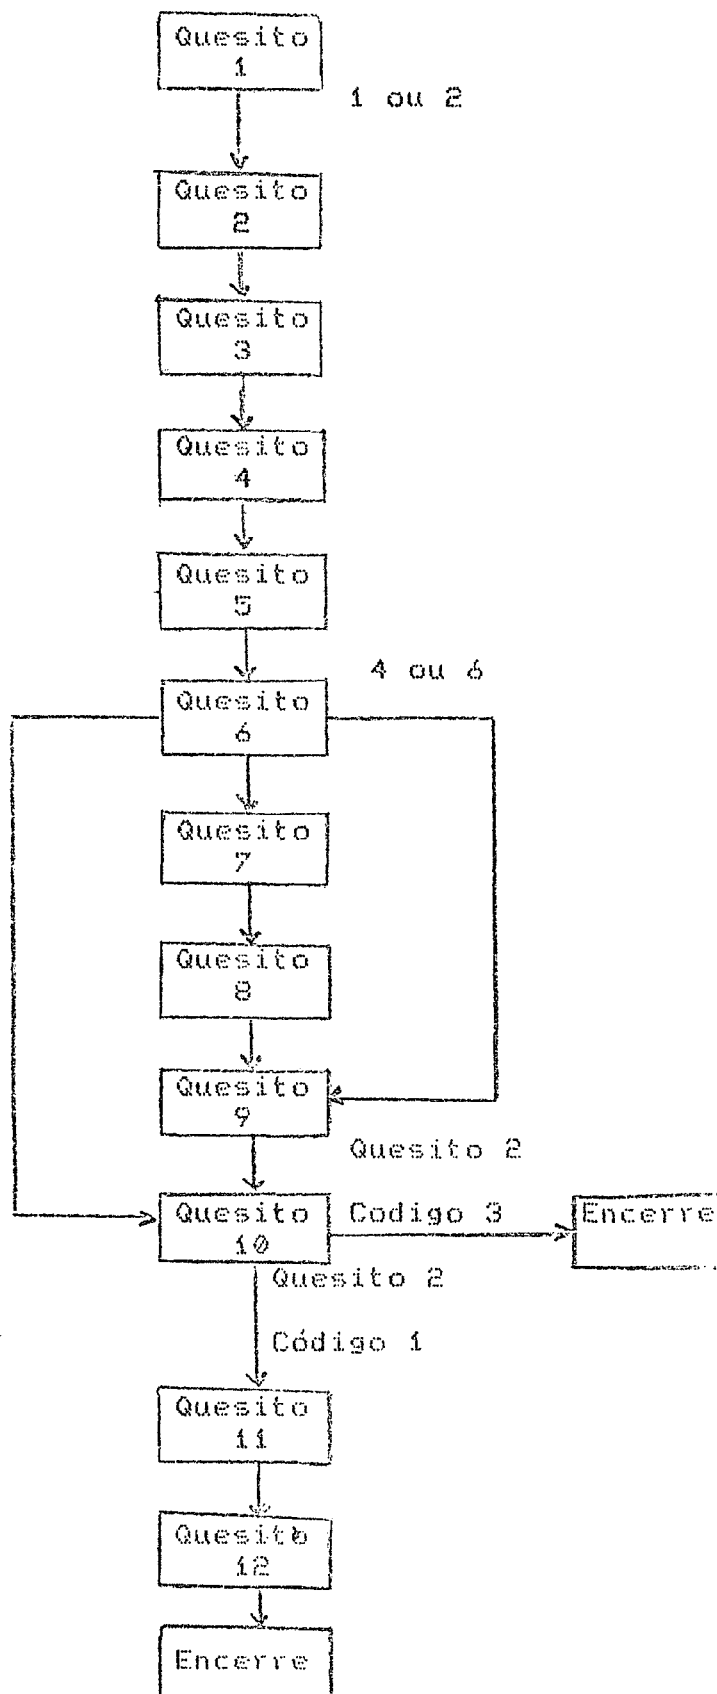 Quesito
1
1 ou 2
Quesito
2
Quesito
3
Quesito
4
Quesito
5
4 ou 6
Quesito
6
Quesito
7
Quesito
8
Quesito
9
Quesito 2
Quesito
10
Codigo 3
Encerre
Quesito 2
Código 1
Quesito
11
Quesito
12
Encerre